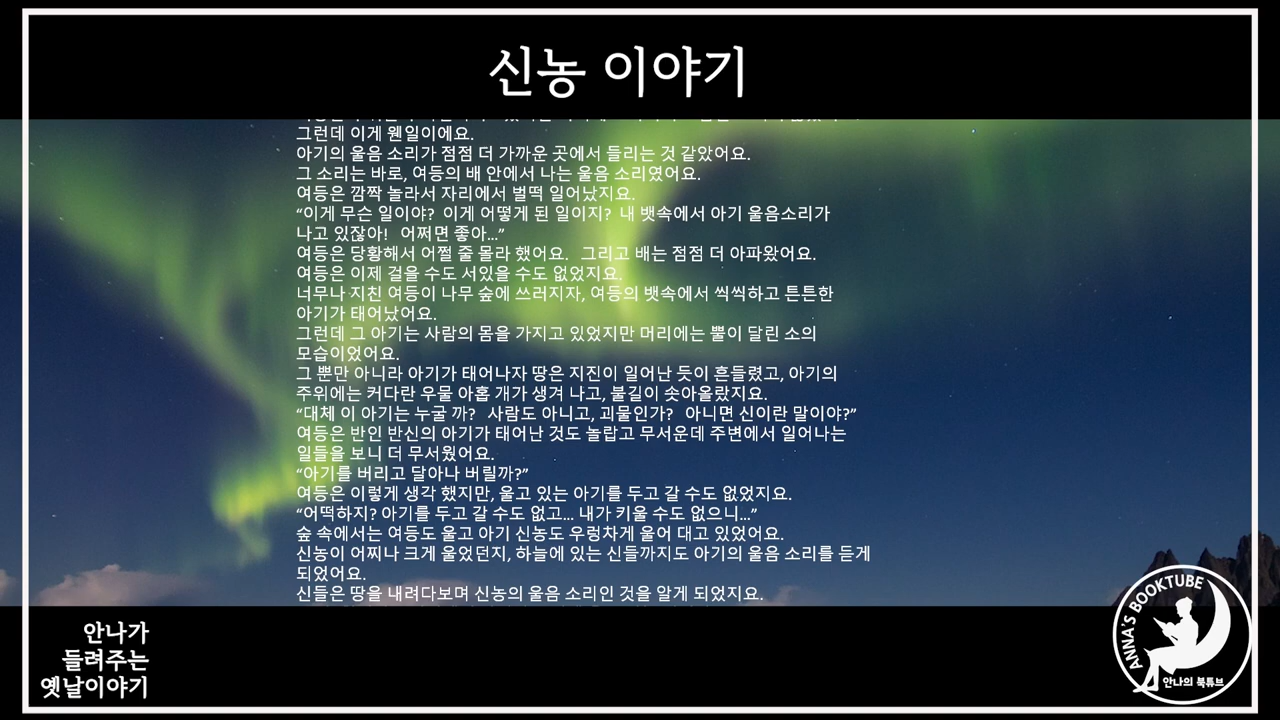 신농 이야기
그런데 이게 웬일이에요.
아기의 울음 소리가 점점 더 가까운 곳에서 들리는 것 같았어요.
그 소리는 바로, 여등의 배 안에서 나는 울음 소리였어요.
여등은 깜짝 놀라서 자리에서 벌떡 일어났지요.
“이게 무슨 일이야? 이게 어떻게 된 일이지? 내 뱃속에서 아기 울음소리가
나고 있잖아! 어쩌면 좋아...”
여등은 당황해서 어쩔 줄 몰라 했어요. 그리고 배는 점점 더 아파왔어요.
여등은 이제 걸을 수도 서있을 수도 없었지요.
너무나 지친 여등이 나무 숲에 쓰러지자, 여등의 뱃속에서 씩씩하고 튼튼한
아기가 태어났어요.
그런데 그 아기는 사람의 몸을 가지고 있었지만 머리에는 뿔이 달린 소의
모습이었어요.
그 뿐만 아니라 아기가 태어나자 땅은 지진이 일어난 듯이 흔들렸고, 아기의
주위에는 커다란 우물 아홉 개가 생겨 나고, 불길이 솟아올랐지요.
“대체 이 아기는 누굴 까? 사람도 아니고, 괴물인가? 아니면 신이란 말이야?”
여등은 반인 반신의 아기가 태어난 것도 놀랍고 무서운데 주변에서 일어나는
일들을 보니 더 무서웠어요.
“아기를 버리고 달아나 버릴까?”
여등은 이렇게 생각 했지만, 울고 있는 아기를 두고 갈 수도 없었지요.
“어떡하지? 아기를 두고 갈 수도 없고... 내가 키울 수도 없으니...”
숲 속에서는 여등도 울고 아기 신농도 우렁차게 울어 대고 있었어요.
신농이 어찌나 크게 울었던지, 하늘에 있는 신들까지도 아기의 울음 소리를 듣게
되었어요.
신들은 땅을 내려다보며 신농의 울음 소리인 것을 알게 되었지요.
안나가
들려주는
옛날이야기
ANNA'S BOOKTUBE
안나의 북튜브